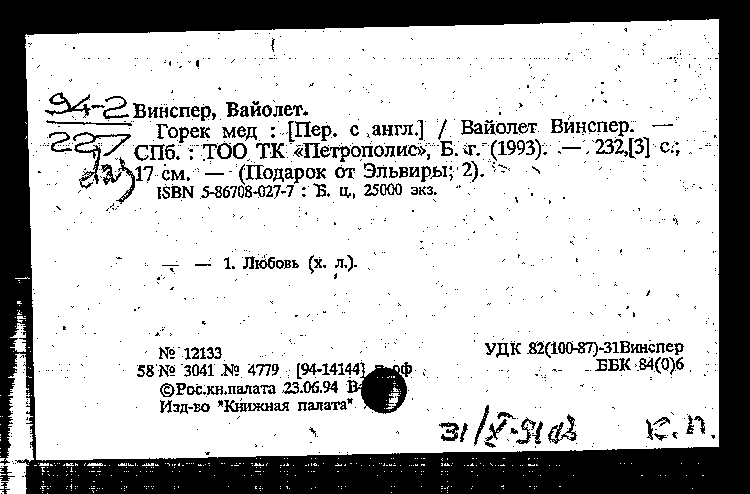 94-2
227
Винспер, Вайолет.
Горек мед : [Пер. с англ.] / Вайолет Винспер. —
СПб. : ТОО ТК «Петрополис», Б. г. (1993). — 232,[3] с.;
17 см. — (Подарок от Эльвиры; 2).
ISBN 5-86708-027-7 : Б. ц., 25000 экз.
— — 1. Любовь (х. л.).
№ 12133
58 № 3041 № 4779 [94-14144]
©Рос.кн.палата 23.06.94
Изд-во "Книжная палата"
УДК 82(100-87)-31Винспер
ББК 84(0)6
К. П.